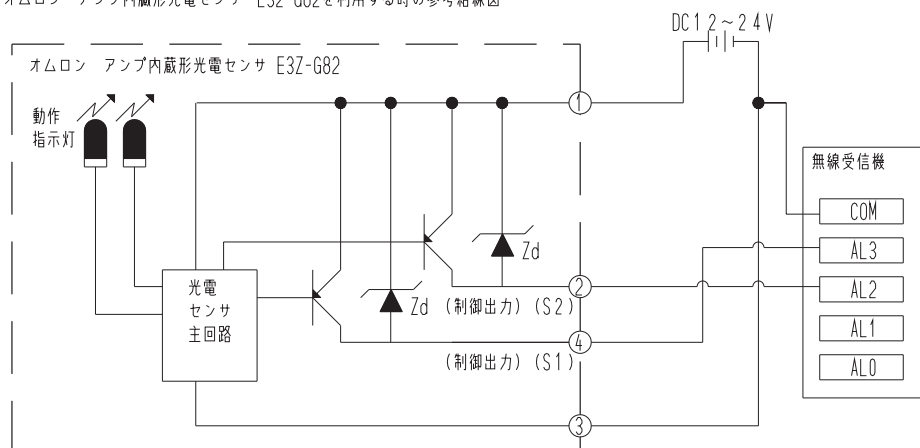 オムロン アンプ内蔵形光電センサ E3Z-G82を利用する時の参考結線図
DC12~24V
オムロン アンプ内蔵形光電センサ E3Z-G82
動作
指示灯
①
無線受信機
COM
AL3
Zd
光電
センサ
主回路
Zd
(制御出力) (S2)
②
AL2
AL1
(制御出力) (S1)
④
AL0
③